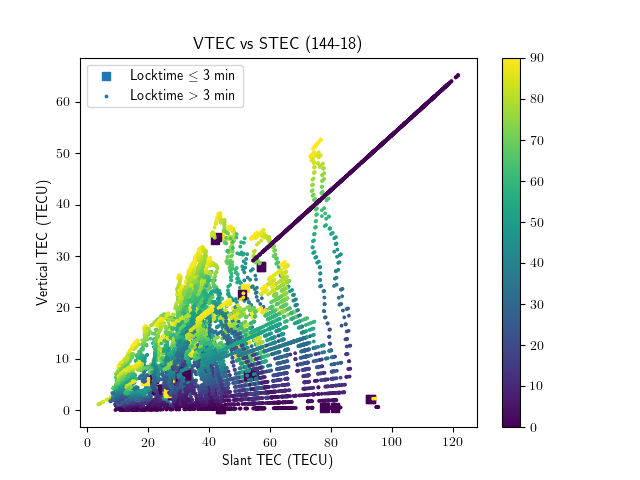 VTEC vs STEC (144-18)
Locktime ≤ 3 min
Locktime > 3 min
Vertical TEC (TECU)
60
50
40
30
20
10
0
0 20 40 60 80 100 120
Slant TEC (TECU)
90
80
70
60
50
40
30
20
10
0